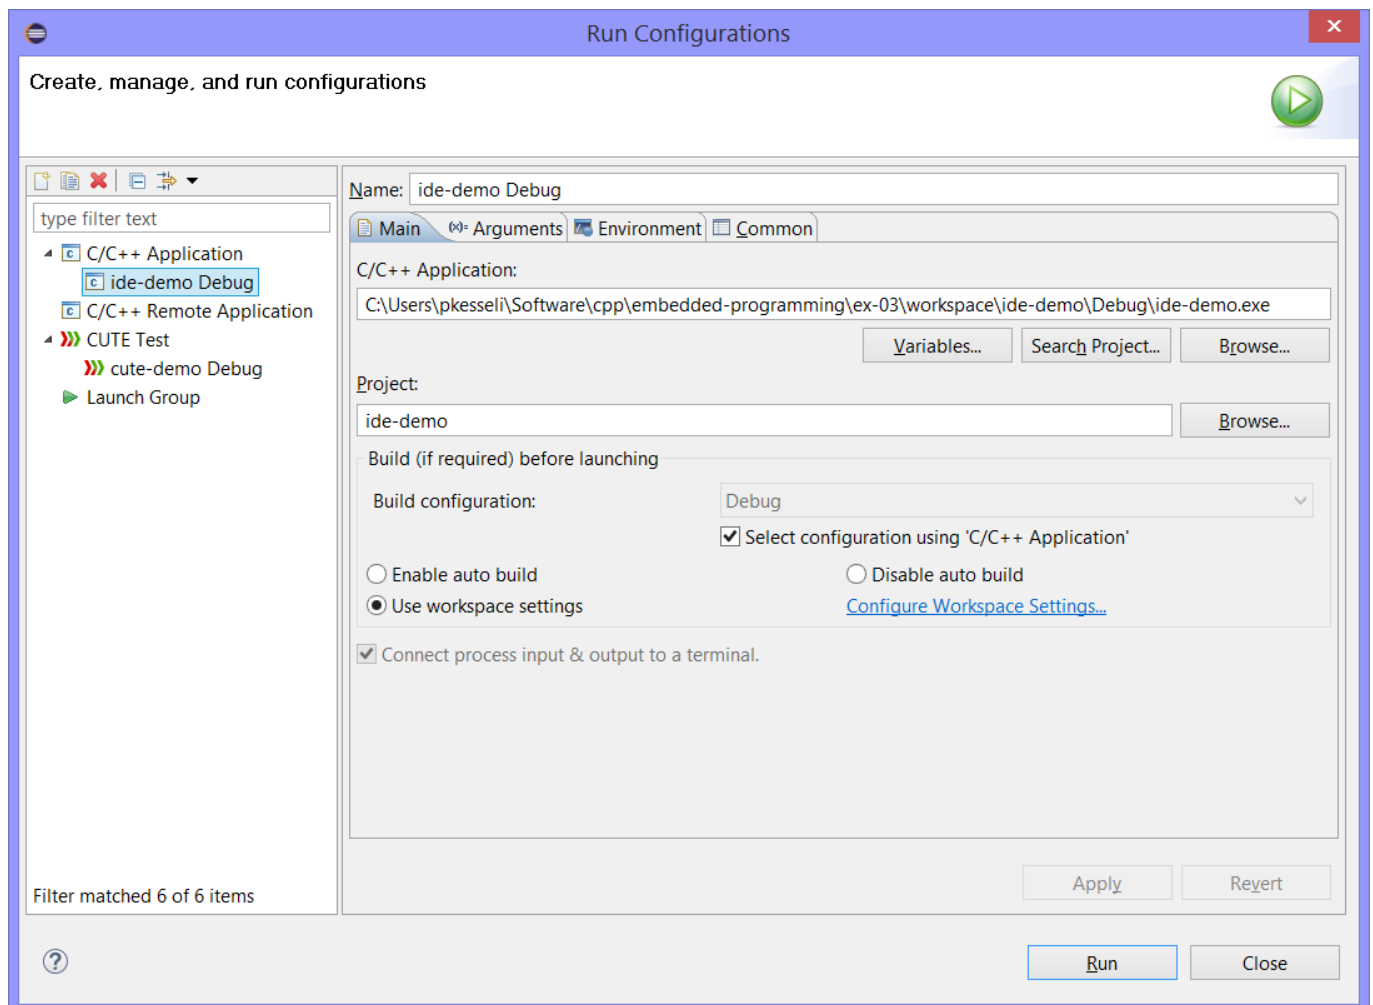 Run Configurations
Create, manage, and run configurations
type filter text
C/C++ Application
ide-demo Debug
C/C++ Remote Application
CUTE Test
cute-demo Debug
Launch Group
Filter matched 6 of 6 items
Name: ide-demo Debug
Main (x)= Arguments Environment Common
C/C++ Application:
C:\Users\pkesseli\Software\cpp\embedded-programming\ex-03\workspace\ide-demo\Debug\ide-demo.exe
Variables... Search Project... Browse...
Project:
ide-demo Browse...
Build (if required) before launching
Build configuration: Debug
Select configuration using 'C/C++ Application'
Enable auto build Disable auto build
Use workspace settings Configure Workspace Settings...
Connect process input & output to a terminal.
Apply Revert
Run Close